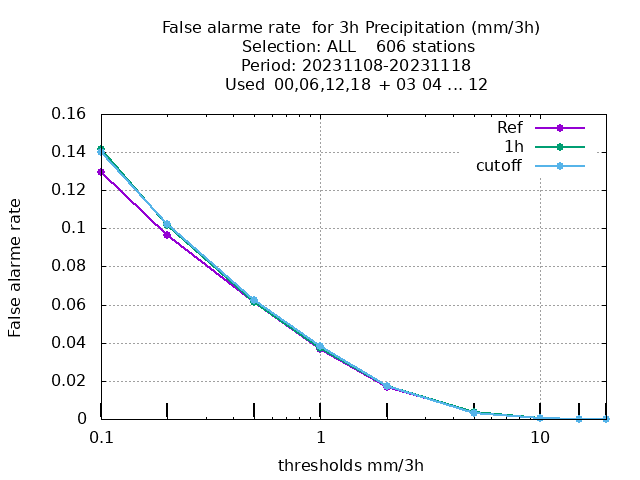 False alarme rate  for 3h Precipitation (mm/3h)
Selection: ALL    606 stations
Period: 20231108-20231118
Used  00,06,12,18  + 03 04 ... 12
Ref
1h
cutoff
0.16
0.14
0.12
0.1
0.08
0.06
0.04
0.02
0
False alarme rate
0.1
1
10
thresholds mm/3h